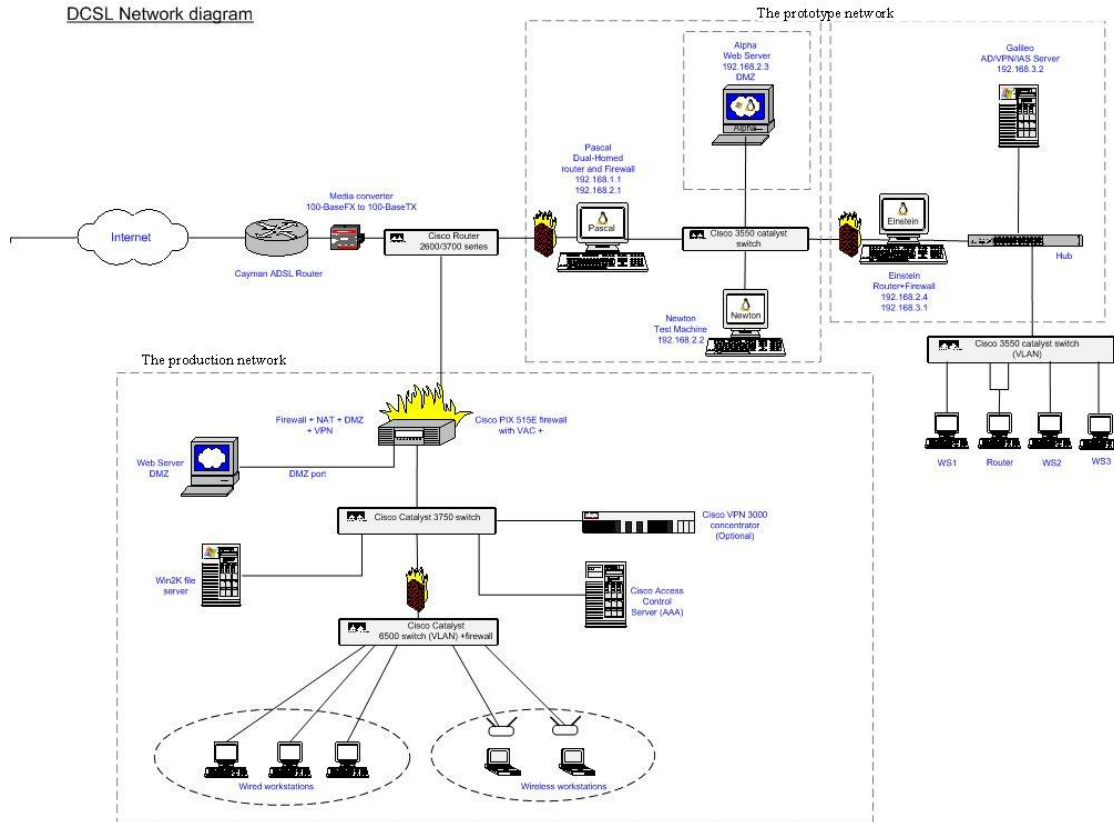 DCSL Network diagram
The prototype network
Alpha
Web Server
192.168.2.3
DMZ
Alpha
Galileo
AD/VPN/IAS Server
192.168.3.2
Pascal
Dual-Homed
router and Firewall
192.168.1.1
192.168.2.1
Pascal
Media converter
100-BaseFX to 100-BaseTX
Internet
Cayman ADSL Router
Cisco Router
2600/3700 series
Cisco 3550 catalyst
switch
Einstein
Einstein
Router+Firewall
192.168.2.4
192.168.3.1
Hub
Newton
Newton
Test Machine
192.168.2.2
Cisco 3550 catalyst switch
(VLAN)
WS1
Router
WS2
WS3
The production network
Firewall + NAT + DMZ
+ VPN
Cisco PIX 515E firewall
with VAC +
Web Server
DMZ
DMZ port
Cisco Catalyst 3750 switch
Cisco VPN 3000
concentrator
(Optional)
Win2K file
server
Cisco Access
Control
Server (AAA)
Cisco Catalyst
6500 switch (VLAN) +firewall
Wired workstations
Wireless workstations